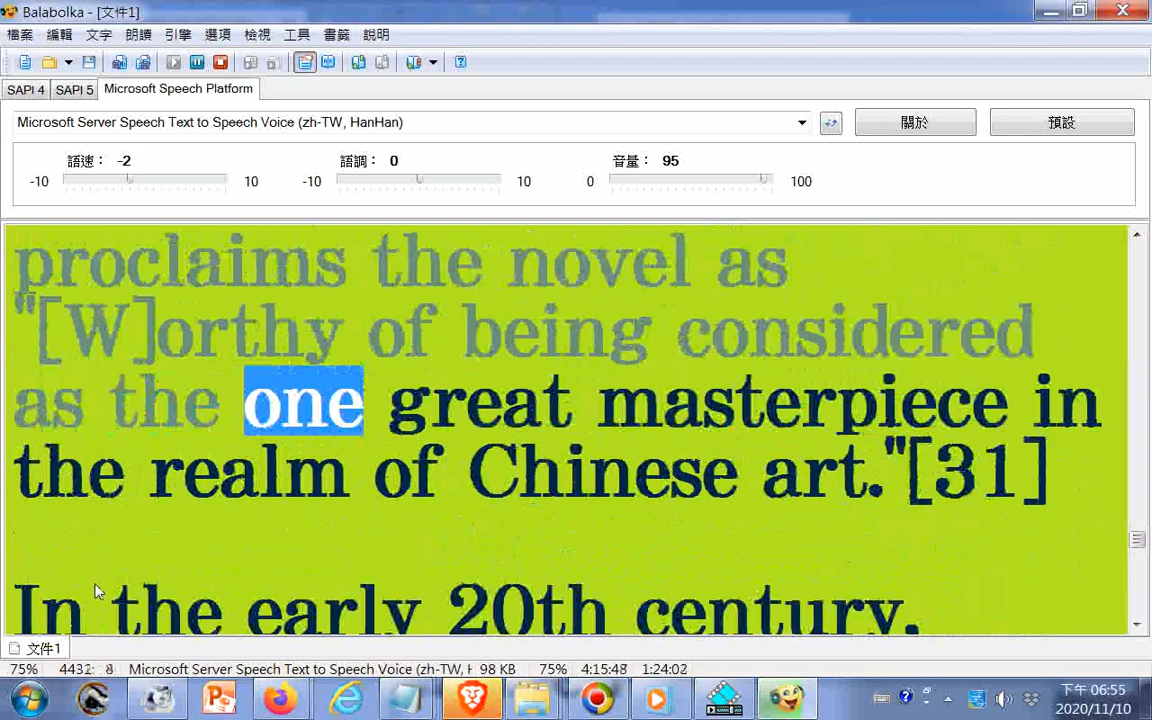 Balabolka - [文件1]
檔案 編輯 文字 朗讀 引擎 選項 檢視 工具 書籤 說明
SAPI 4 SAPI 5 Microsoft Speech Platform
Microsoft Server Speech Text to Speech Voice (zh-TW, HanHan) 關於 預設
語速： -2 語調： 0 音量： 95
-10 10 -10 10 0 100
proclaims the novel as
"[W]orthy of being considered
as the one great masterpiece in
the realm of Chinese art."[31]
In the early 20th century,
文件1
75% 4432: 8 Microsoft Server Speech Text to Speech Voice (zh-TW, H 98 KB 75% 4:15:48 1:24:02
下午 06:55
2020/11/10